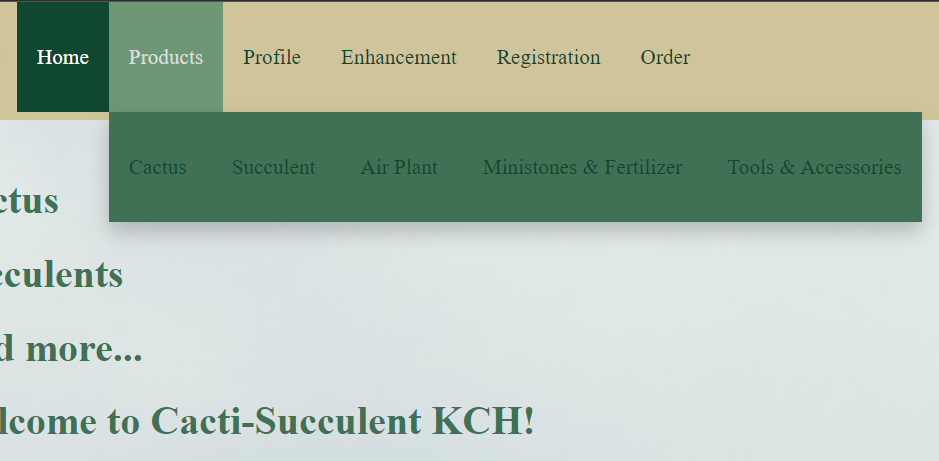 Home Products Profile Enhancement Registration Order
Cactus Succulent Air Plant Ministones & Fertilizer Tools & Accessories
ctus
cculents
d more...
lcome to Cacti-Succulent KCH!